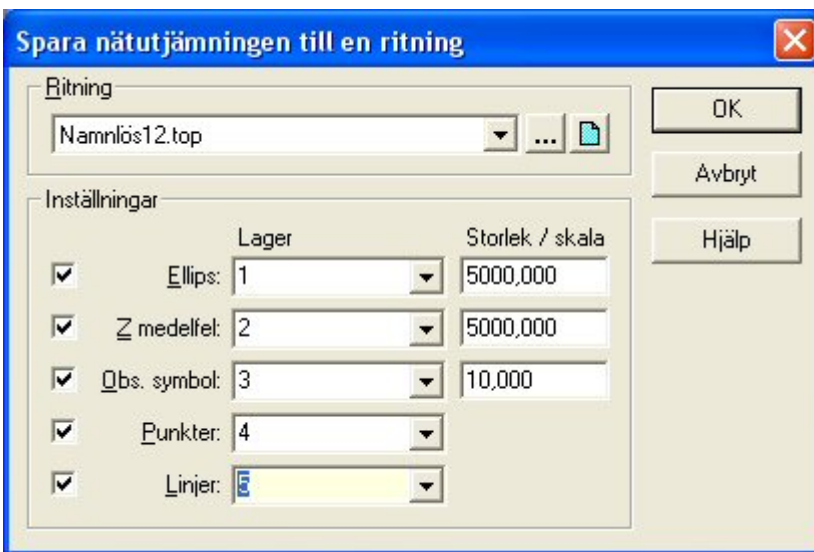 Spara nätutjämningen till en ritning
Ritning
Namnlös12.top
...
OK
Avbryt
Hjälp
Inställningar
Lager Storlek / skala
Ellips: 1 5000,000
Z medelfel: 2 5000,000
Obs. symbol: 3 10,000
Punkter: 4
Linjer: 5